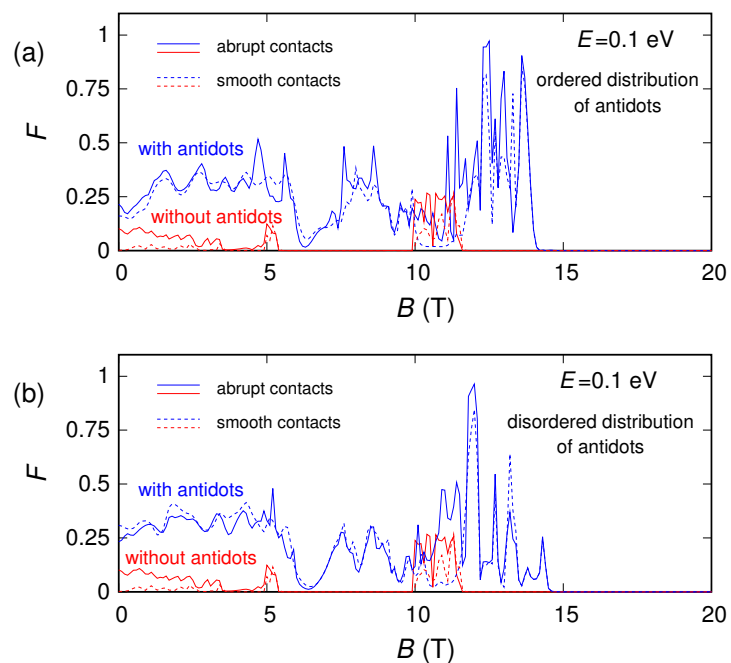 (a)
1
0.75
0.5
0.25
0
F
abrupt contacts
smooth contacts
E=0.1 eV
ordered distribution
of antidots
with antidots
without antidots
0 5 10 15 20
B (T)
(b)
1
0.75
0.5
0.25
0
F
abrupt contacts
smooth contacts
E=0.1 eV
disordered distribution
of antidots
with antidots
without antidots
0 5 10 15 20
B (T)